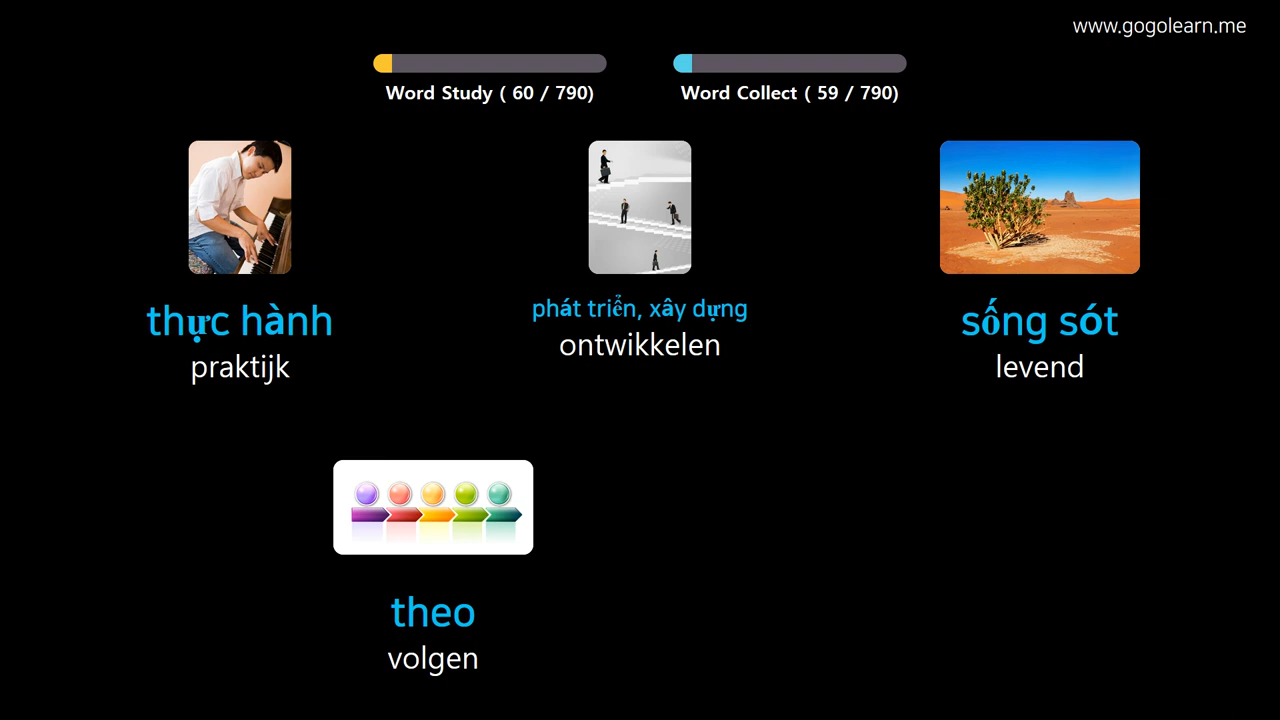 www.gogolearn.me
Word Study ( 60 / 790)
Word Collect ( 59 / 790)
thực hành
praktijk
phát triển, xây dựng
ontwikkelen
sống sót
levend
theo
volgen